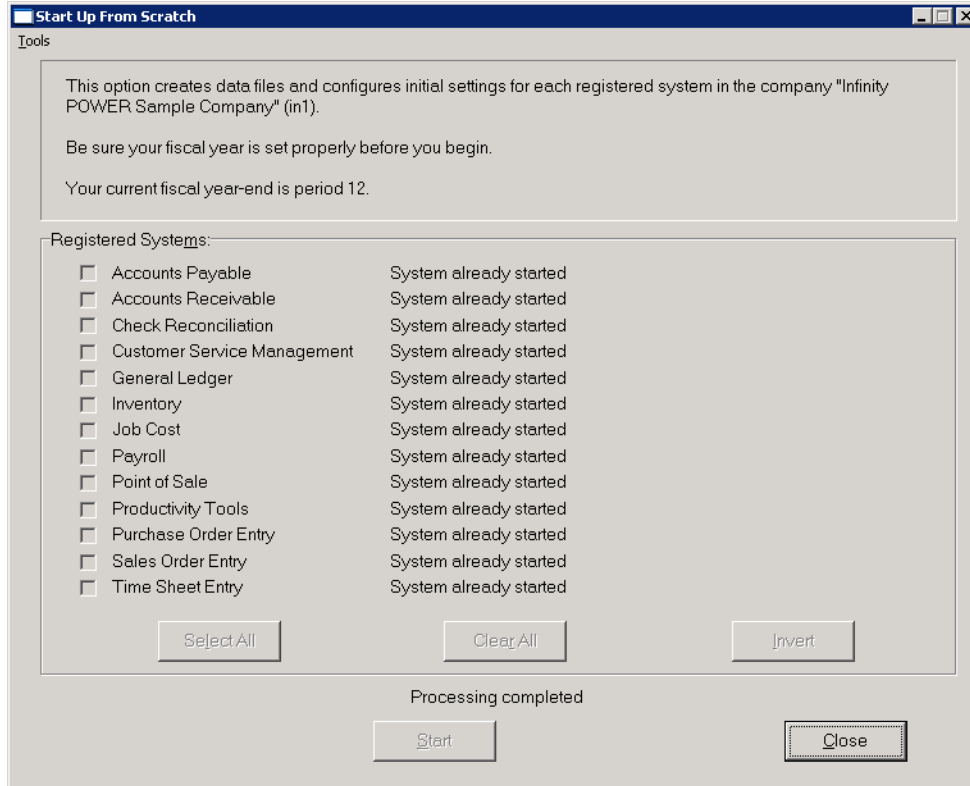 Start Up From Scratch
Tools
This option creates data files and configures initial settings for each registered system in the company "Infinity
POWER Sample Company" (in1).
Be sure your fiscal year is set properly before you begin.
Your current fiscal year-end is period 12.
Registered Systems:
Accounts Payable System already started
Accounts Receivable System already started
Check Reconciliation System already started
Customer Service Management System already started
General Ledger System already started
Inventory System already started
Job Cost System already started
Payroll System already started
Point of Sale System already started
Productivity Tools System already started
Purchase Order Entry System already started
Sales Order Entry System already started
Time Sheet Entry System already started
Select All Clear All Invert
Processing completed
Start Close